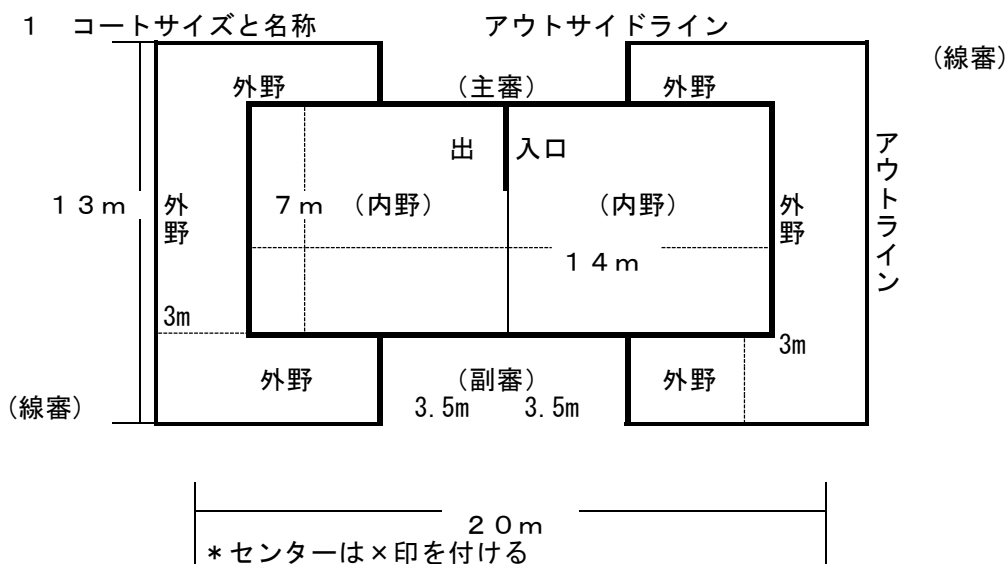 1 コートサイズと名称 アウトサイドライン
(線審)
外野 (主審) 外野
出 入口
アウトライン
13m 外野 7m (内野) (内野) 外野
14m
3m
3m
外野 (副審) 外野
(線審) 3.5m 3.5m
20m
*センターは×印を付ける